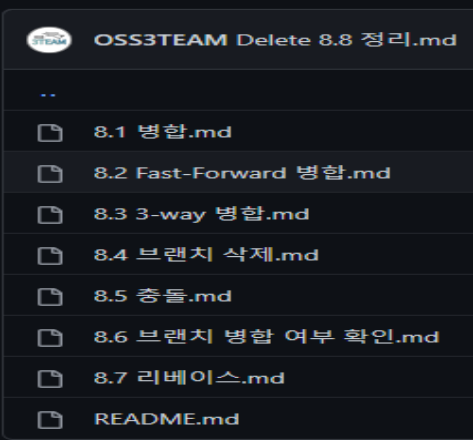 3TEAM
OSS3TEAM Delete 8.8 정리.md
..
8.1 병합.md
8.2 Fast-Forward 병합.md
8.3 3-way 병합.md
8.4 브랜치 삭제.md
8.5 충돌.md
8.6 브랜치 병합 여부 확인.md
8.7 리베이스.md
README.md